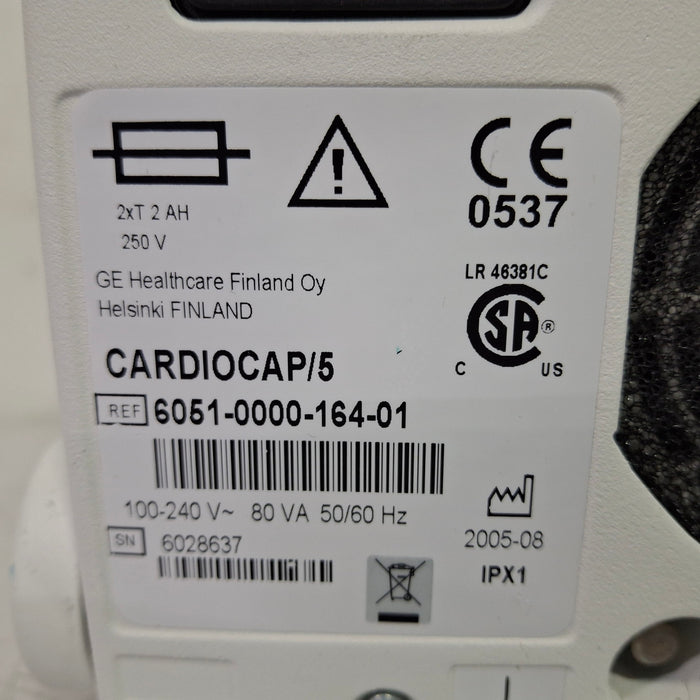 2xT 2 AH
250 V
CE
0537
GE Healthcare Finland Oy
Helsinki FINLAND
LR 46381C
SA ®
C US
CARDIOCAP/5
REF 6051-0000-164-01
100-240 V~ 80 VA 50/60 Hz
SN 6028637
2005-08
IPX1